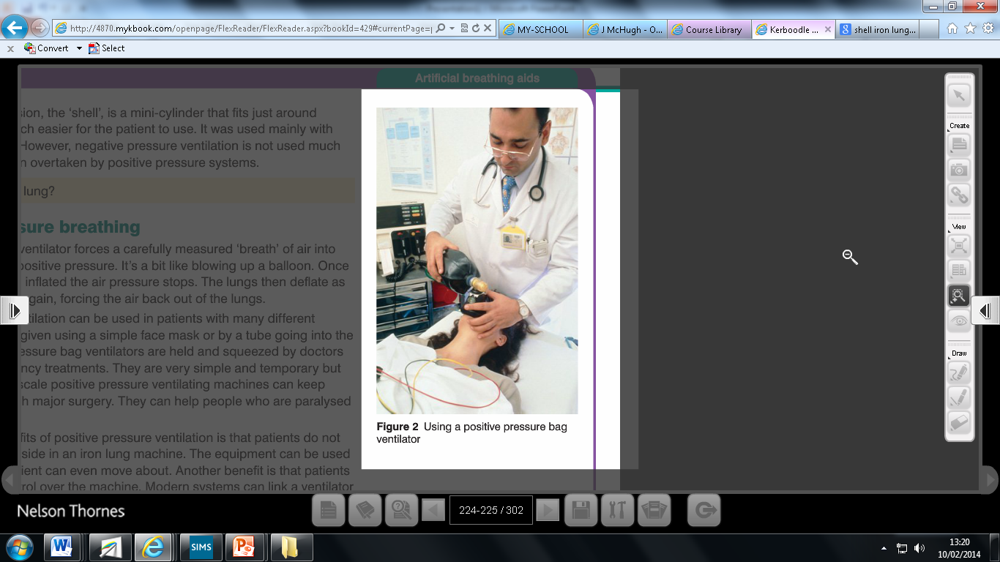 http://4870.mykbook.com/openpage/FlexReader/FlexReader.aspx?bookId=429#currentPage=
MY-SCHOOL
J McHugh - O...
Course Library
Kerboodle ...
shell iron lung...
x Convert Select
Artificial breathing aids
sion, the ‘shell’, is a mini-cylinder that fits just around
ch easier for the patient to use. It was used mainly with
However, negative pressure ventilation is not used much
n overtaken by positive pressure systems.
lung?
sure breathing
ventilator forces a carefully measured ‘breath’ of air into
positive pressure. It’s a bit like blowing up a balloon. Once
inflated the air pressure stops. The lungs then deflate as
gain, forcing the air back out of the lungs.
tilation can be used in patients with many different
given using a simple face mask or by a tube going into the
essure bag ventilators are held and squeezed by doctors
ncy treatments. They are very simple and temporary but
scale positive pressure ventilating machines can keep
h major surgery. They can help people who are paralysed
fits of positive pressure ventilation is that patients do not
side in an iron lung machine. The equipment can be used
ient can even move about. Another benefit is that patients
rol over the machine. Modern systems can link a ventilator
Figure 2 Using a positive pressure bag
ventilator
Create
View
Draw
Nelson Thornes
224-225 / 302
SIMS
13:20
10/02/2014